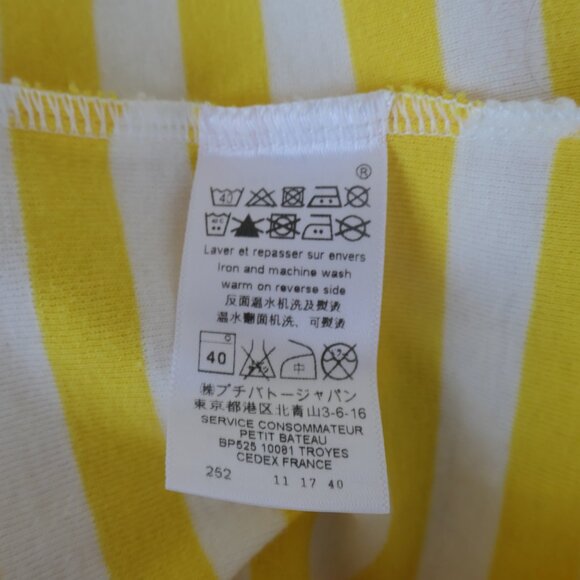 ®
40
Laver et repasser sur envers
Iron and machine wash
warm on reverse side
反面温水机洗及熨烫
温水翻面机洗、可熨烫
40 中
㈱プチバトージャパン
東京都港区北青山3-6-16
SERVICE CONSOMMATEUR
PETIT BATEAU
BP525 10081 TROYES
CEDEX FRANCE
252 11 17 40